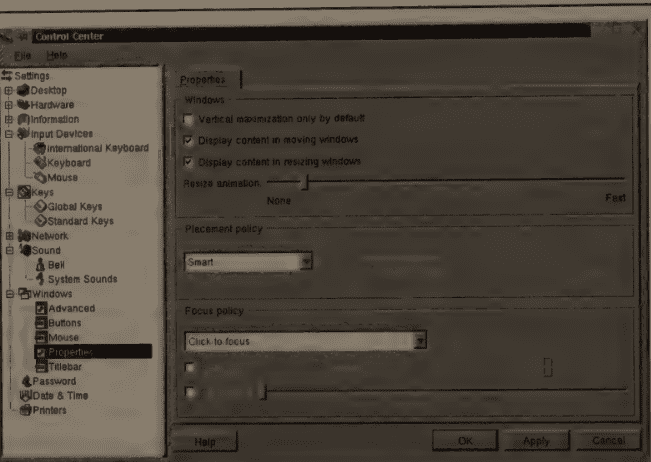 Control Center
File Help
Settings
Desktop
Hardware
Information
Input Devices
International Keyboard
Keyboard
Mouse
Keys
Global Keys
Standard Keys
Network
Sound
Bell
System Sounds
Windows
Advanced
Buttons
Mouse
Properties
Titlebar
Password
Date & Time
Printers
Properties
Windows
Vertical maximization only by default
Display content in moving windows
Display content in resizing windows
Resize animation
None Fast
Placement policy
Smart
Focus policy
Click to focus
Help OK Apply Cancel